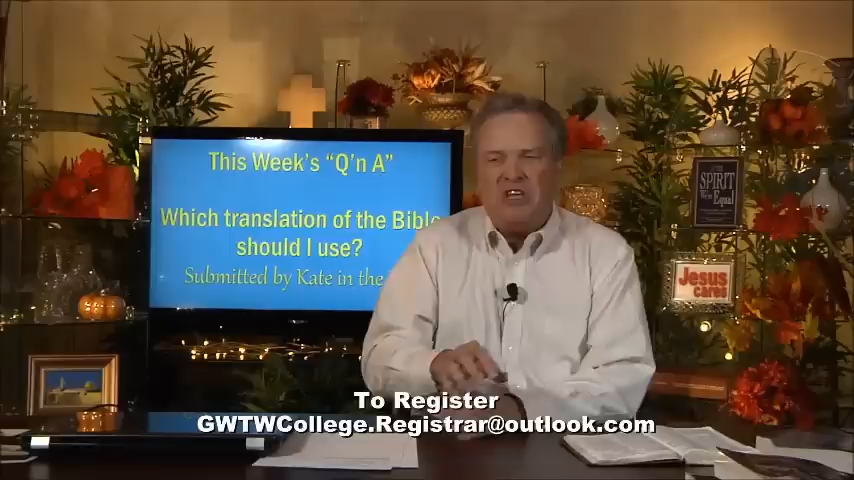 This Week's "Q'n A"
Which translation of the Bible
should I use?
Submitted by Kate in the
SPIRIT
Jesus
cares
To Register
GWTWCollege.Registrar@outlook.com